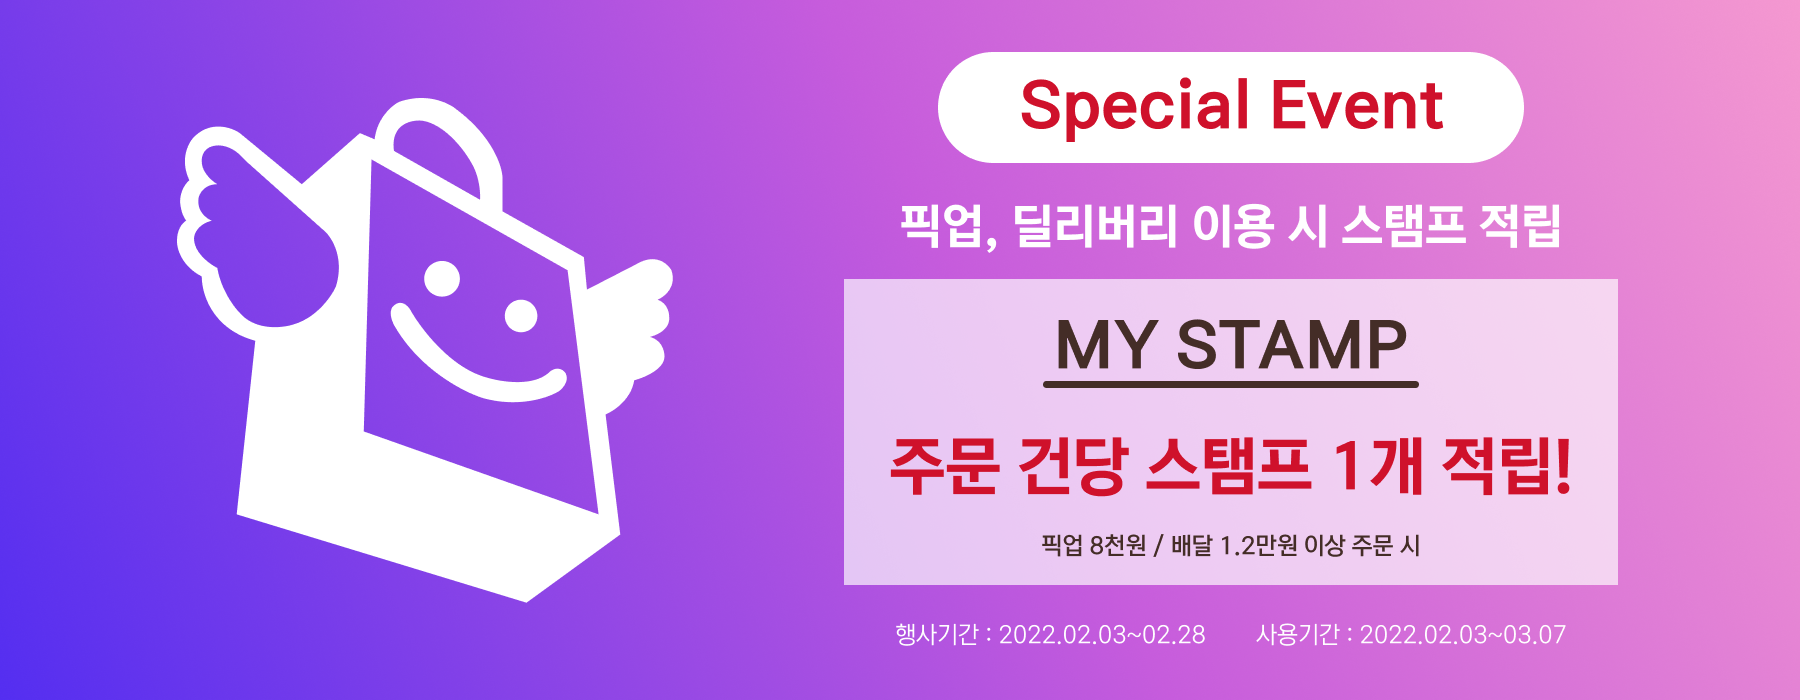 Special Event
픽업, 딜리버리 이용 시 스탬프 적립
MY STAMP
주문 건당 스탬프 1개 적립!
픽업 8천원 / 배달 1.2만원 이상 주문 시
행사기간 : 2022.02.03~02.28 사용기간 : 2022.02.03~03.07